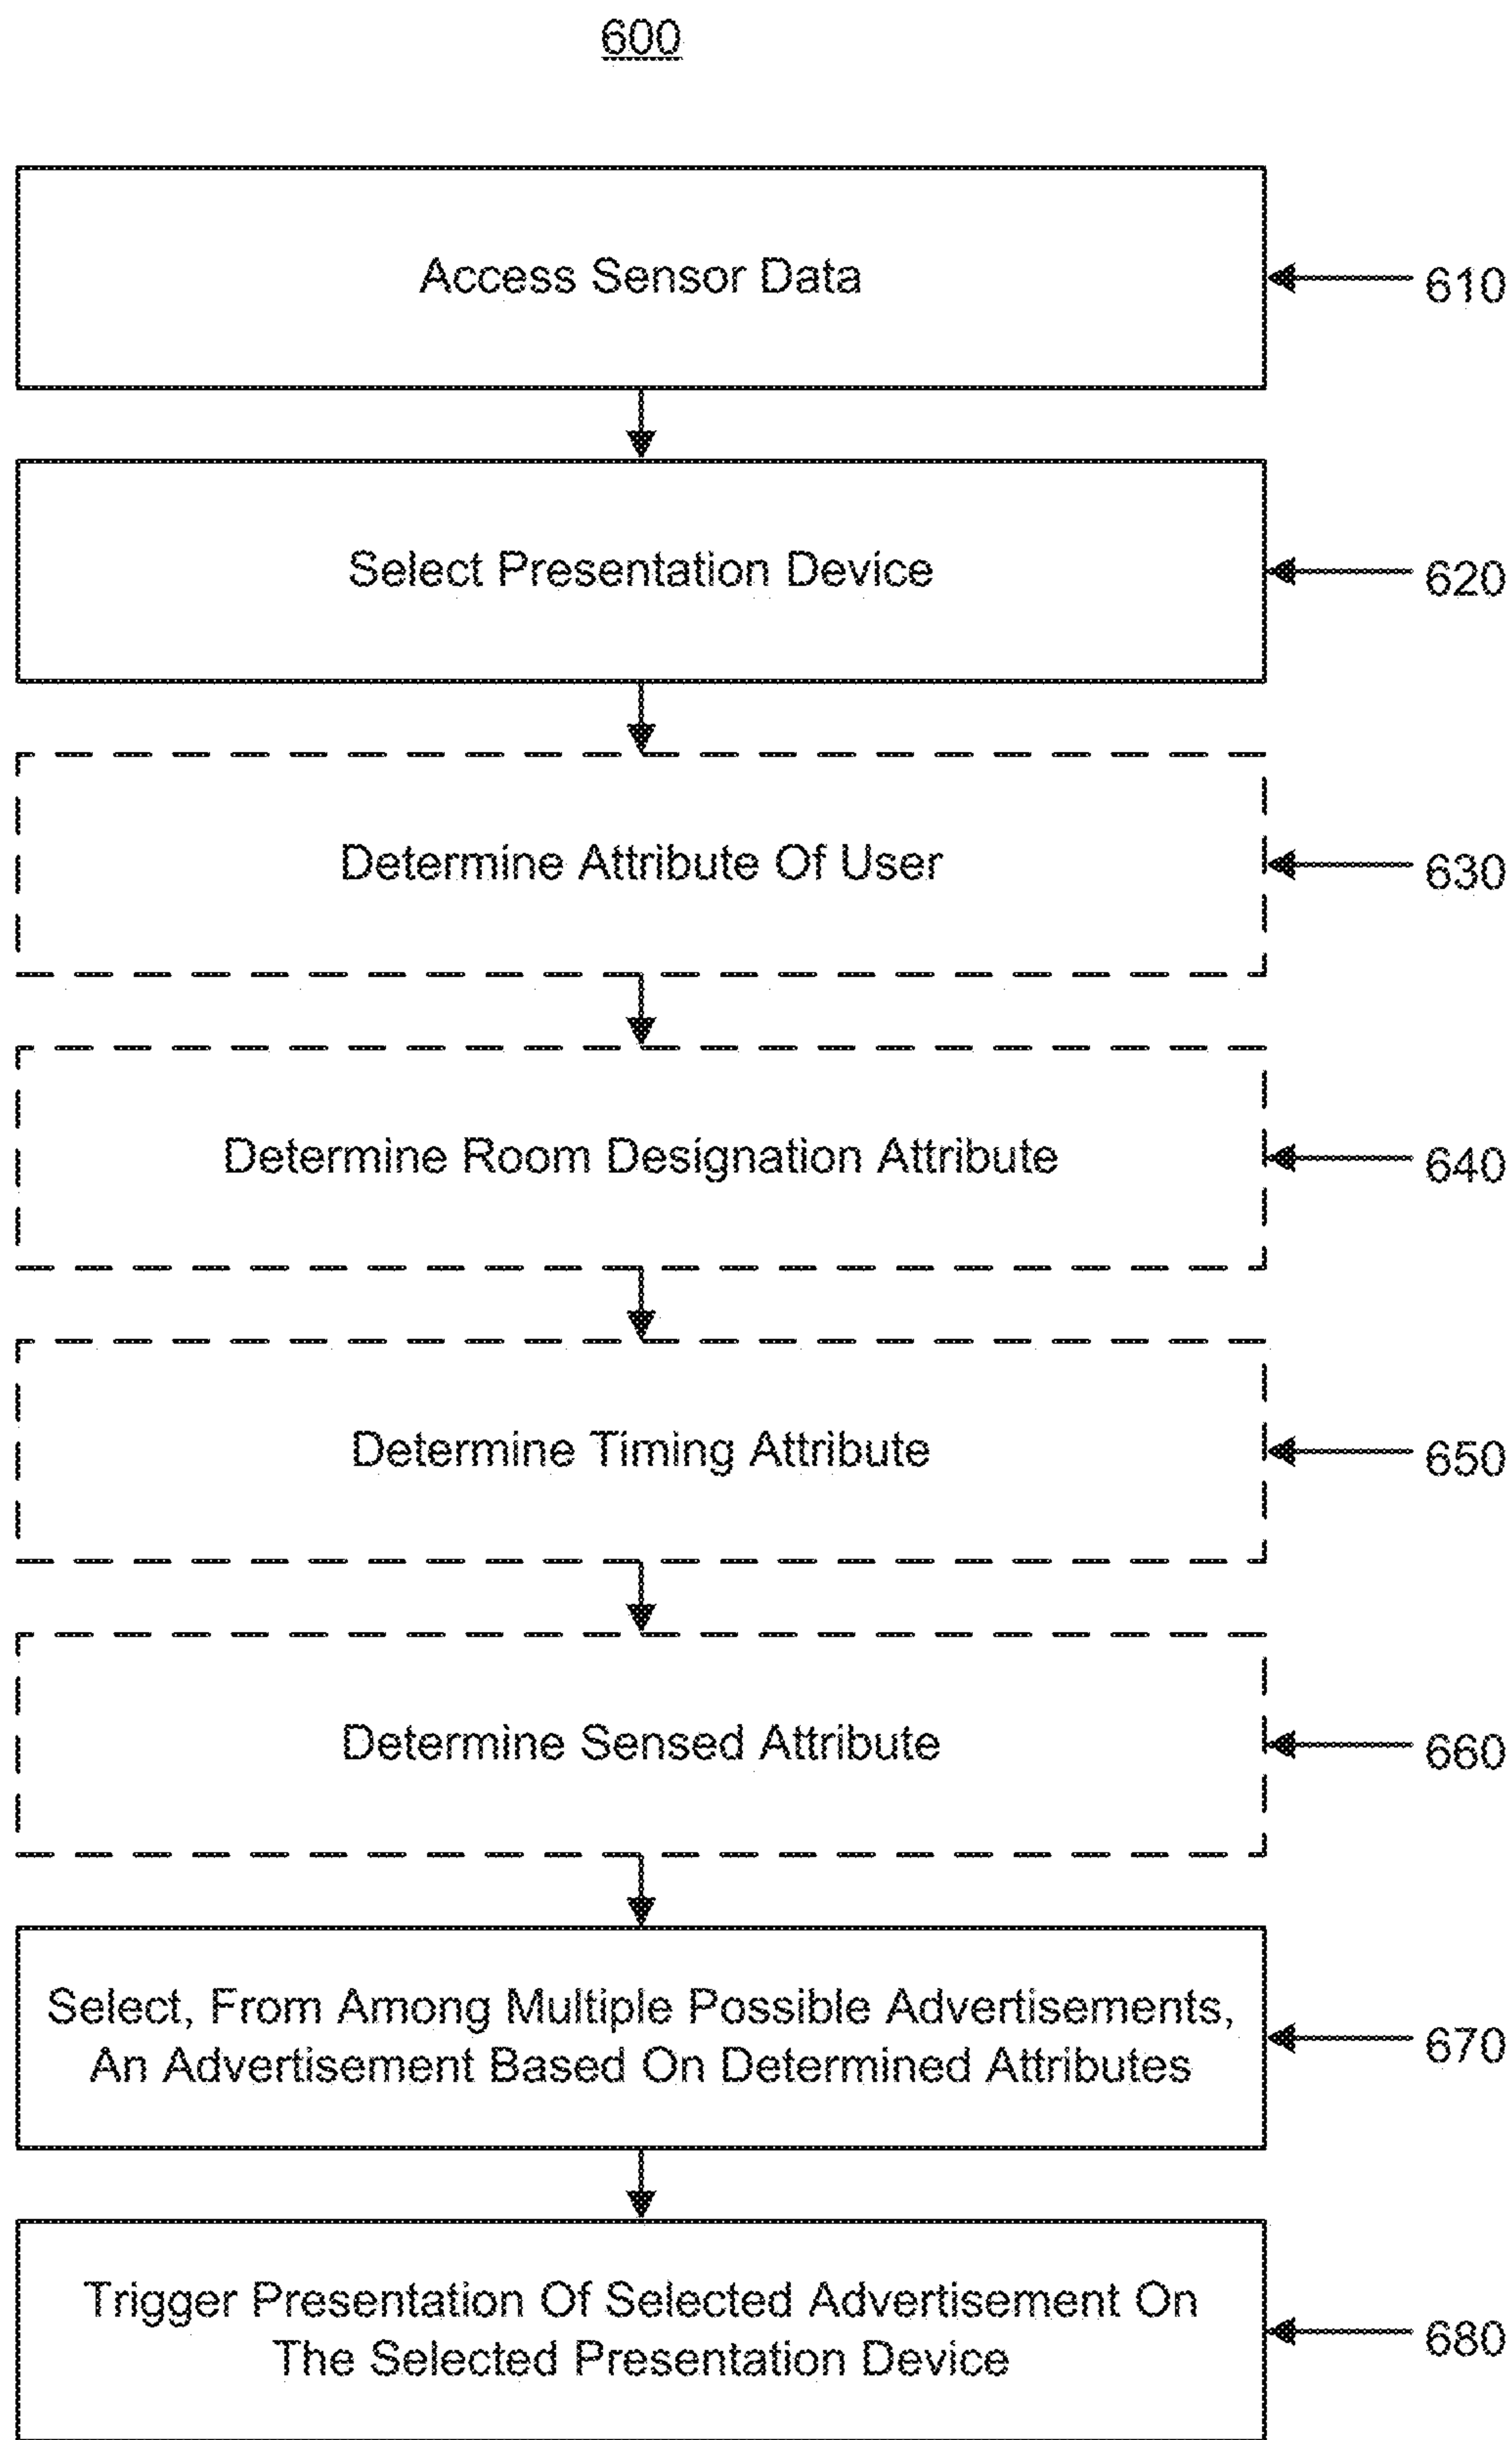 600
Access Sensor Data
610
Select Presentation Device
620
Determine Attribute Of User
630
Determine Room Designation Attribute
640
Determine Timing Attribute
650
Determine Sensed Attribute
660
Select, From Among Multiple Possible Advertisements,
An Advertisement Based On Determined Attributes
670
Trigger Presentation Of Selected Advertisement On
The Selected Presentation Device
680